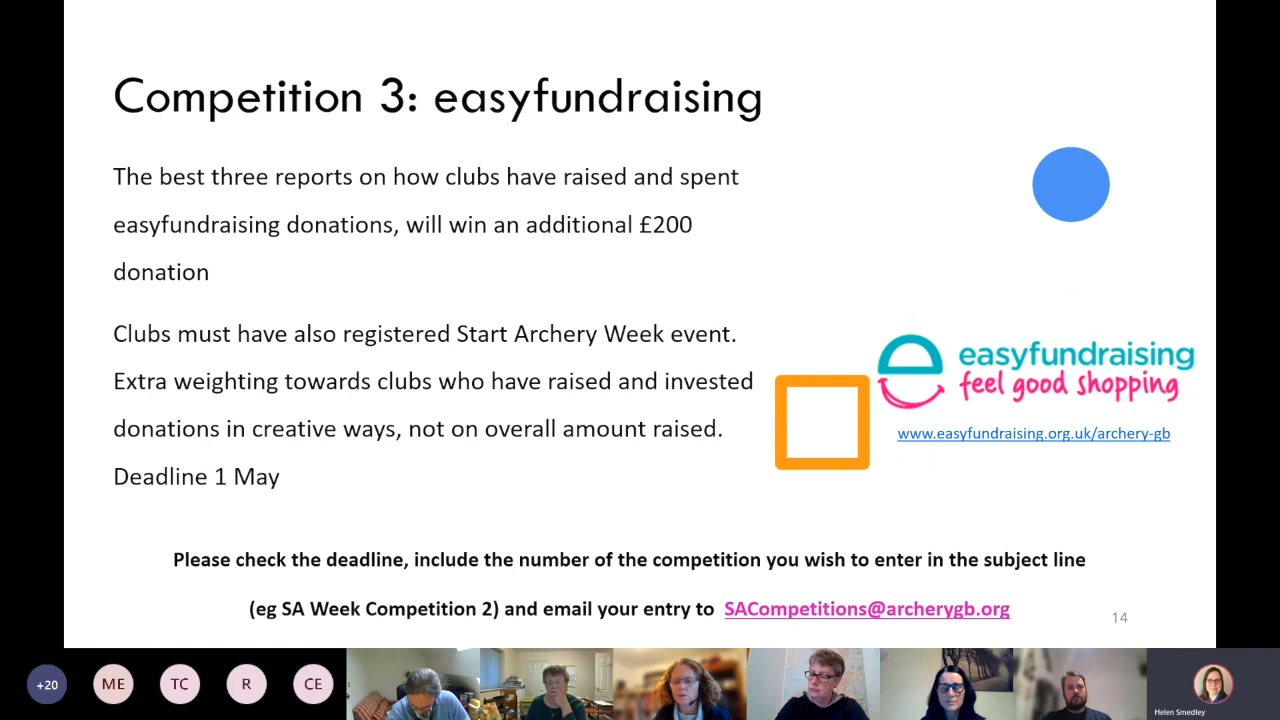 Competition 3: easyfundraising
The best three reports on how clubs have raised and spent
easyfundraising donations, will win an additional £200
donation
Clubs must have also registered Start Archery Week event.
Extra weighting towards clubs who have raised and invested
donations in creative ways, not on overall amount raised.
Deadline 1 May
easyfundraising
feel good shopping
www.easyfundraising.org.uk/archery-gb
Please check the deadline, include the number of the competition you wish to enter in the subject line
(eg SA Week Competition 2) and email your entry to SACompetitions@archerygb.org
14
+20
ME
TC
R
CE
Helen Smedley